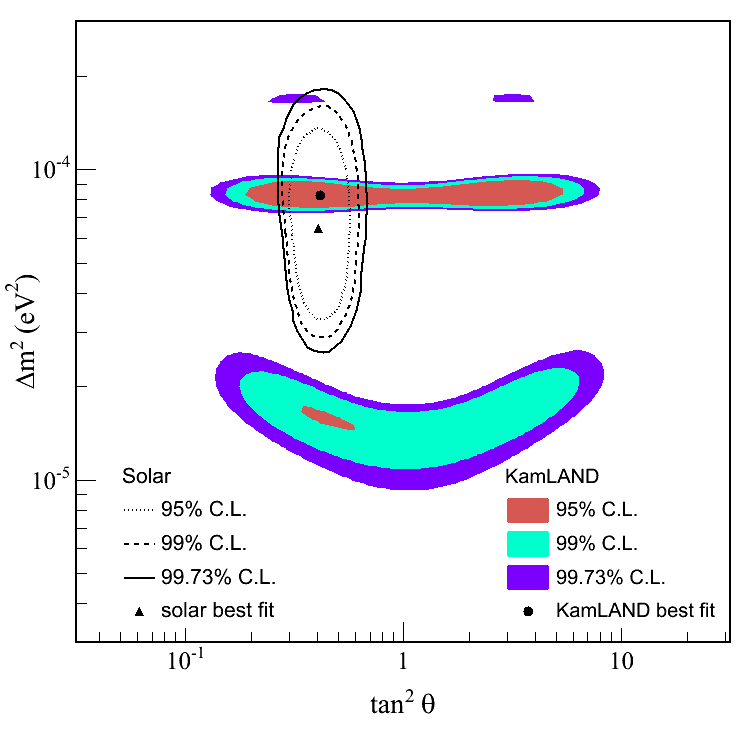 10⁻⁴
Δm² (eV²)
10⁻⁵
Solar
95% C.L.
99% C.L.
99.73% C.L.
solar best fit
KamLAND
95% C.L.
99% C.L.
99.73% C.L.
KamLAND best fit
10⁻¹ 1 10
tan² θ